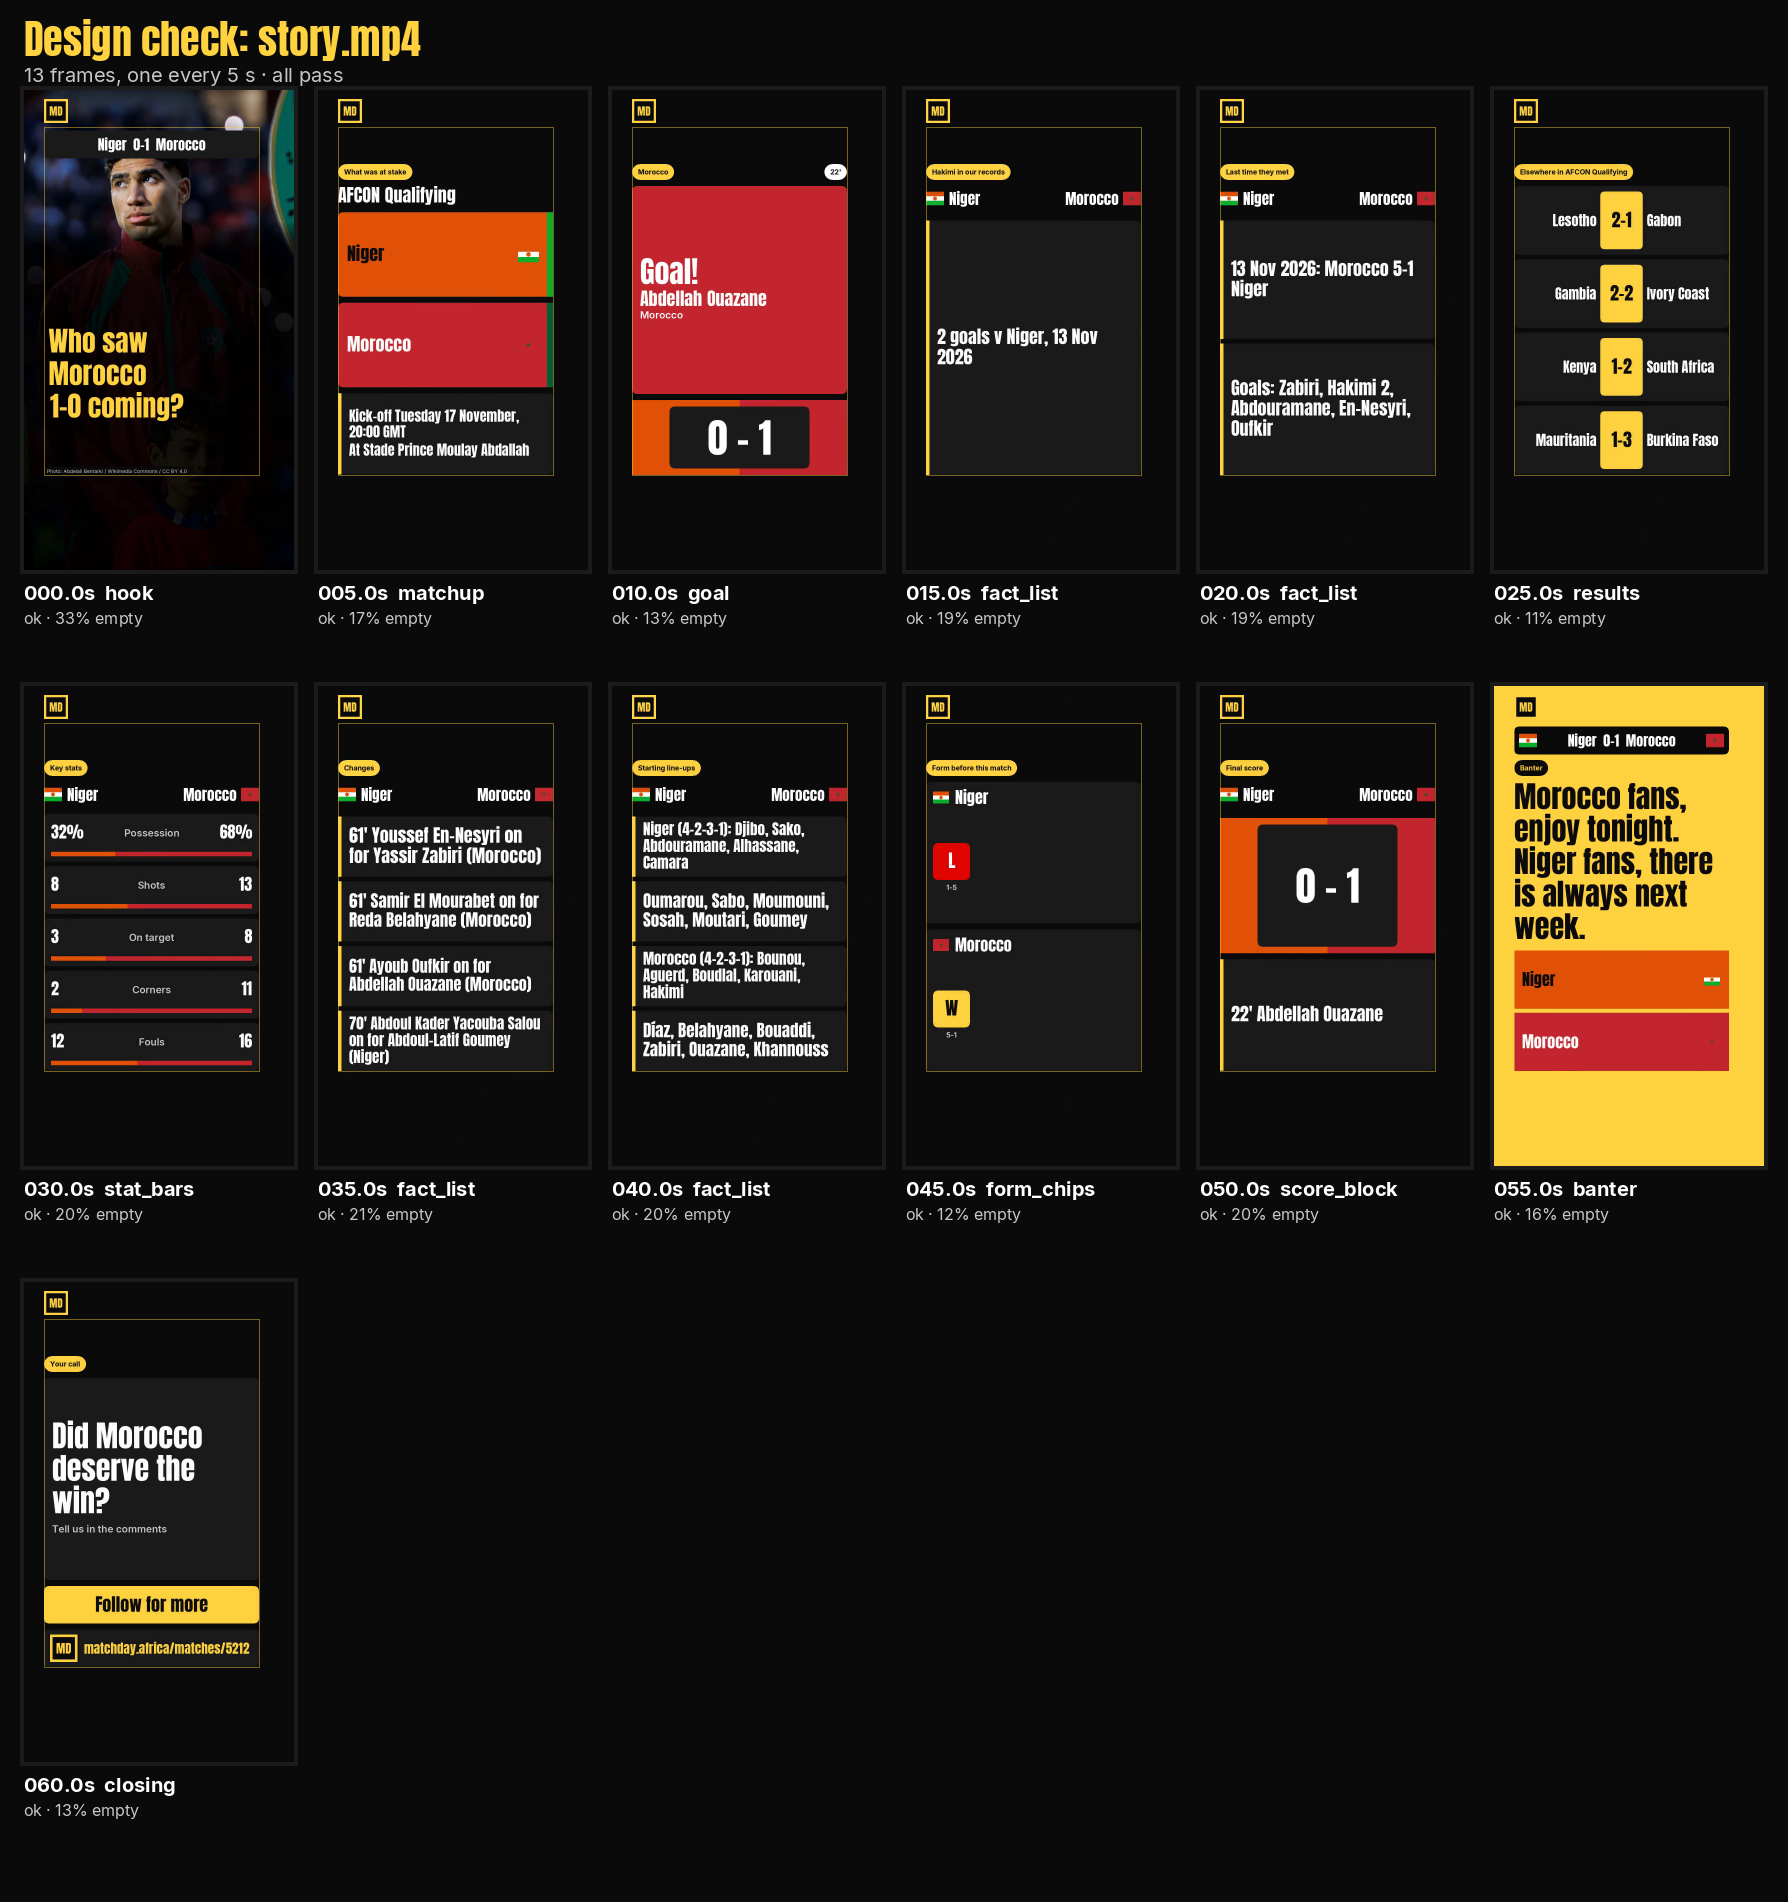 Design check: story.mp4
13 frames, one every 5 s · all pass
MD
Niger 0-1 Morocco
Who saw
Morocco
1-0 coming?
Photo: Abdelali Bentarki / Wikimedia Commons / CC BY 4.0
000.0s hook
ok · 33% empty
MD
What was at stake
AFCON Qualifying
Niger
Morocco
Kick-off Tuesday 17 November,
20:00 GMT
At Stade Prince Moulay Abdallah
005.0s matchup
ok · 17% empty
MD
Morocco
22'
Goal!
Abdellah Ouazane
Morocco
0 - 1
010.0s goal
ok · 13% empty
MD
Hakimi in our records
Niger Morocco
2 goals v Niger, 13 Nov
2026
015.0s fact_list
ok · 19% empty
MD
Last time they met
Niger Morocco
13 Nov 2026: Morocco 5-1
Niger
Goals: Zabiri, Hakimi 2,
Abdouramane, En-Nesyri,
Oufkir
020.0s fact_list
ok · 19% empty
MD
Elsewhere in AFCON Qualifying
Lesotho 2-1 Gabon
Gambia 2-2 Ivory Coast
Kenya 1-2 South Africa
Mauritania 1-3 Burkina Faso
025.0s results
ok · 11% empty
MD
Key stats
Niger Morocco
32% Possession 68%
8 Shots 13
3 On target 8
2 Corners 11
12 Fouls 16
030.0s stat_bars
ok · 20% empty
MD
Changes
Niger Morocco
61' Youssef En-Nesyri on
for Yassir Zabiri (Morocco)
61' Samir El Mourabet on for
Reda Belahyane (Morocco)
61' Ayoub Oufkir on for
Abdellah Ouazane (Morocco)
70' Abdoul Kader Yacouba Salou
on for Abdoul-Latif Goumey
(Niger)
035.0s fact_list
ok · 21% empty
MD
Starting line-ups
Niger Morocco
Niger (4-2-3-1): Djibo, Sako,
Abdouramane, Alhassane,
Camara
Oumarou, Sabo, Moumouni,
Sosah, Moutari, Goumey
Morocco (4-2-3-1): Bounou,
Aguerd, Boudlal, Karouani,
Hakimi
Díaz, Belahyane, Bouaddi,
Zabiri, Ouazane, Khannouss
040.0s fact_list
ok · 20% empty
MD
Form before this match
Niger
L
1-5
Morocco
W
5-1
045.0s form_chips
ok · 12% empty
MD
Final score
Niger Morocco
0 - 1
22' Abdellah Ouazane
050.0s score_block
ok · 20% empty
MD
Niger 0-1 Morocco
Banter
Morocco fans,
enjoy tonight.
Niger fans, there
is always next
week.
Niger
Morocco
055.0s banter
ok · 16% empty
MD
Your call
Did Morocco
deserve the
win?
Tell us in the comments
Follow for more
MD matchday.africa/matches/5212
060.0s closing
ok · 13% empty